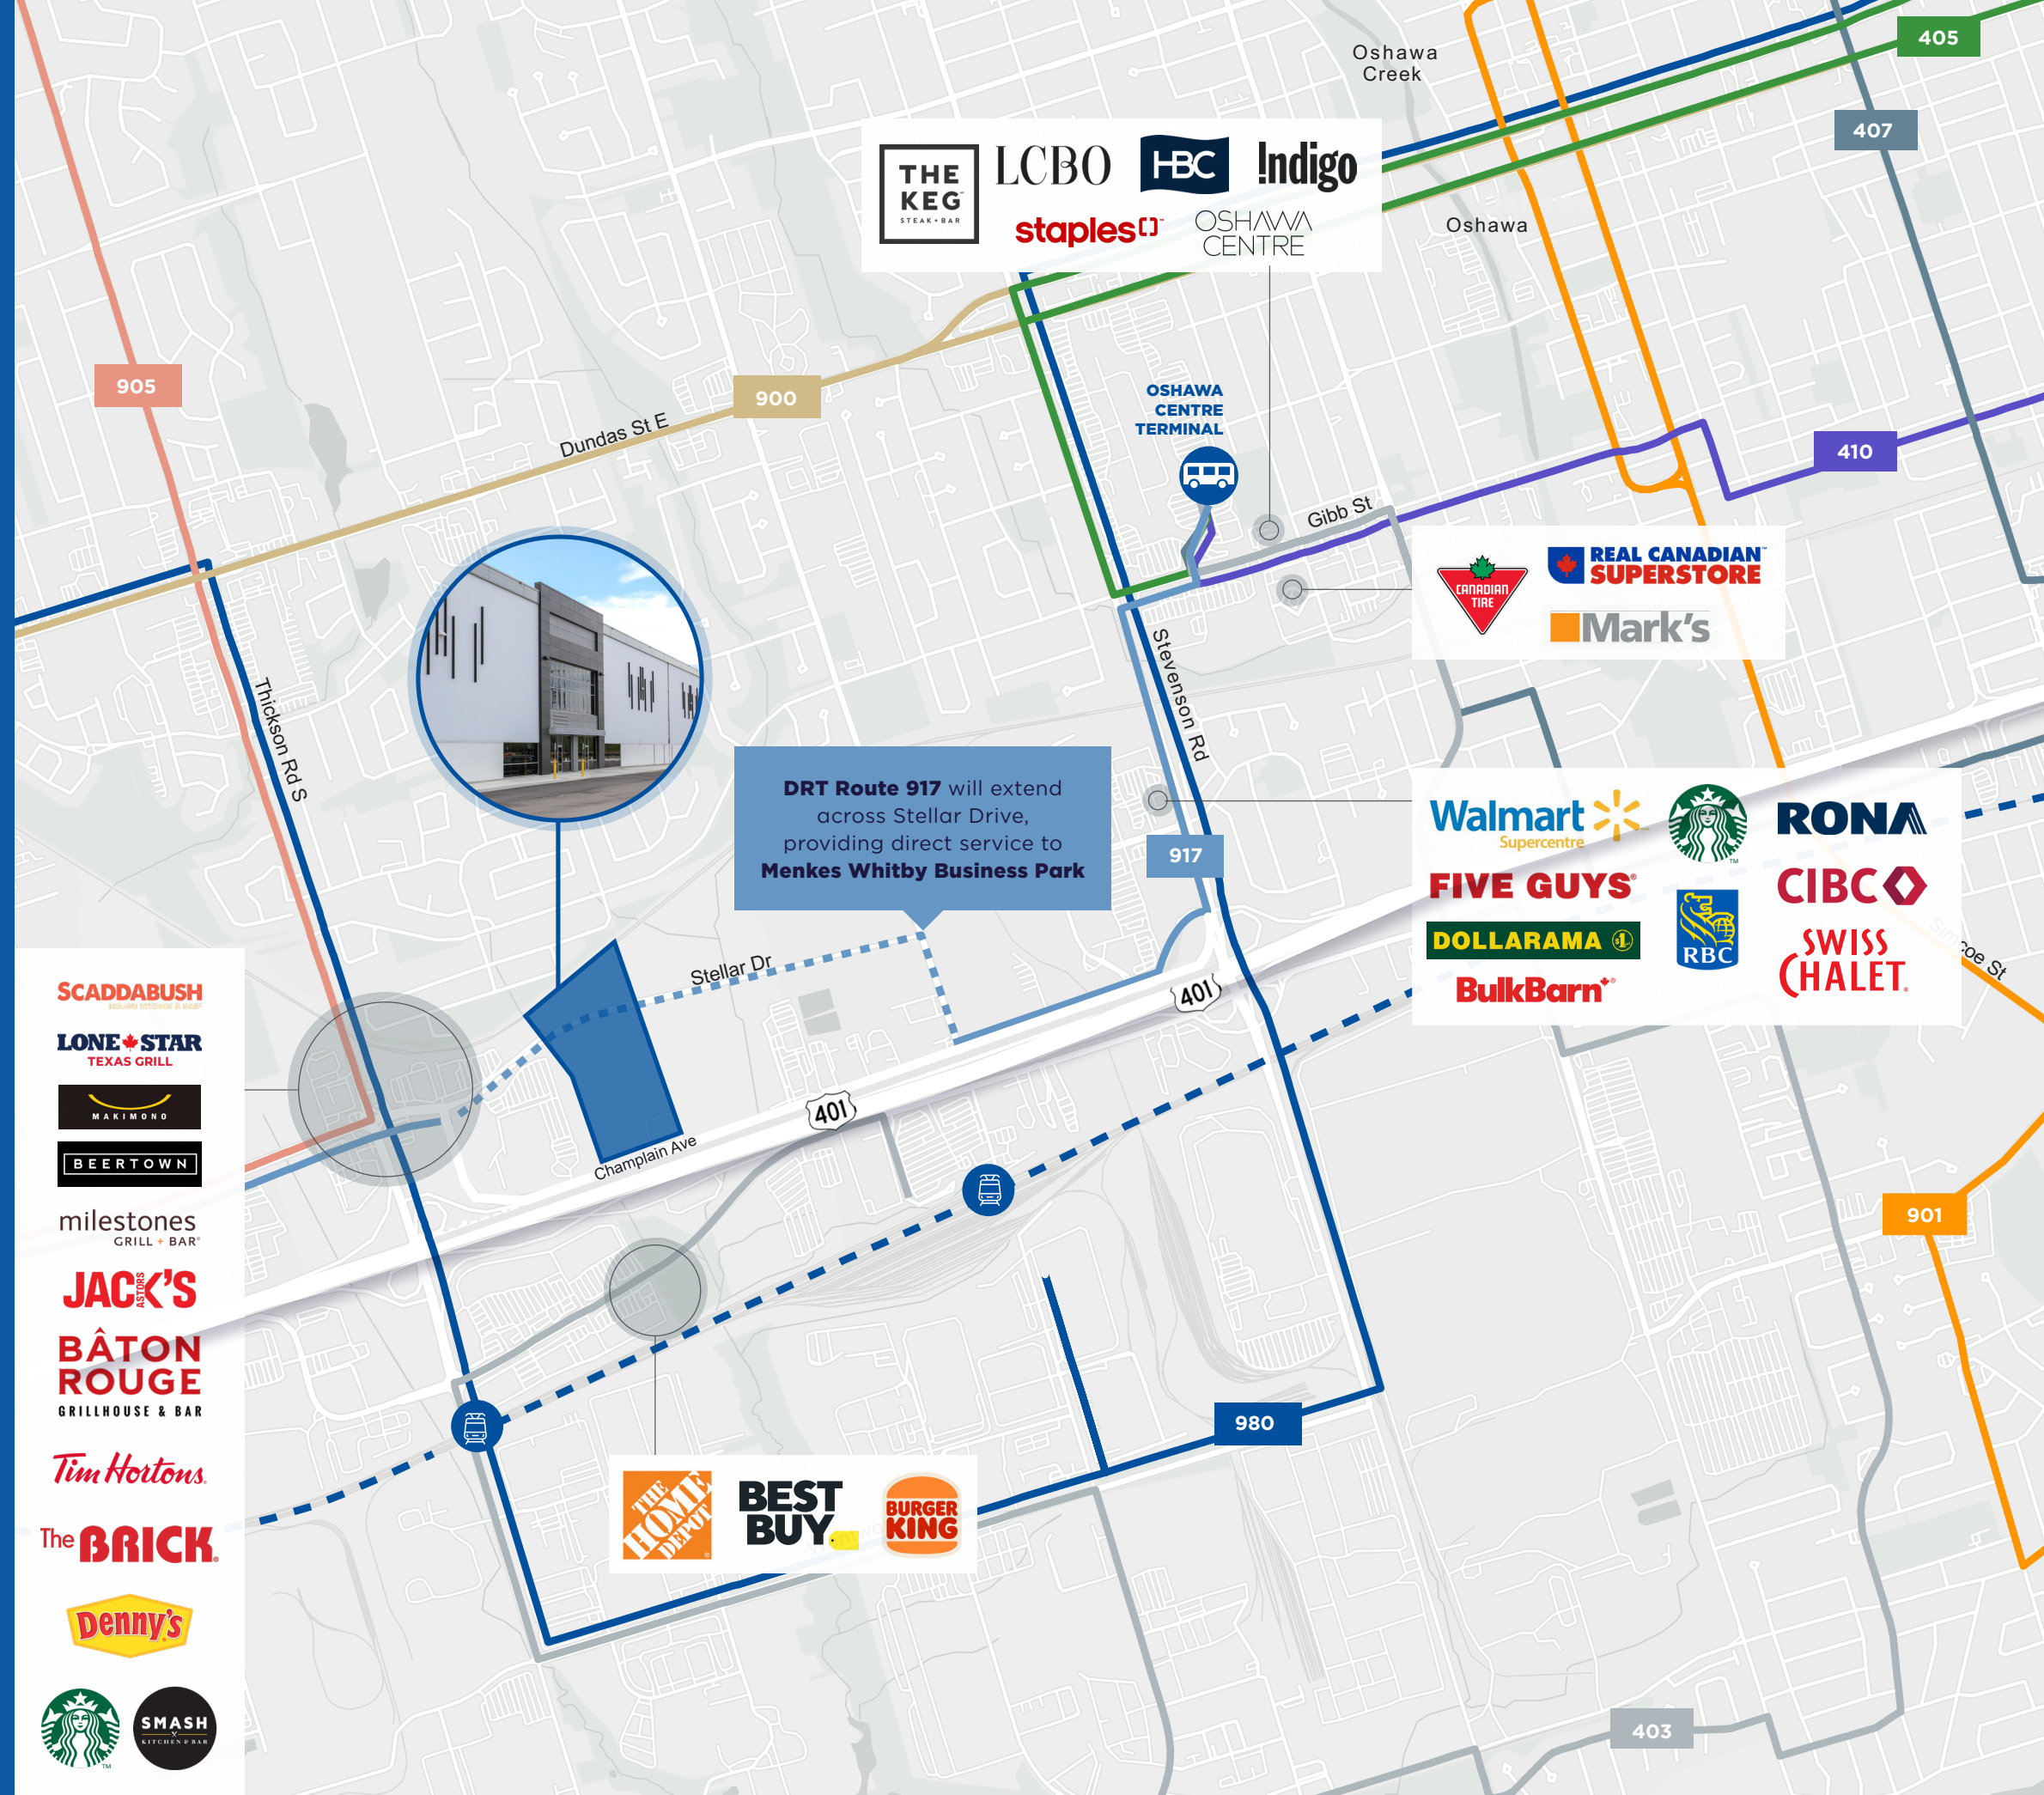 405
Oshawa
Creek
407
THE
KEG
STEAK + BAR
LCBO
HBC
Indigo
staples
OSHAWA
CENTRE
Oshawa
905
900
OSHAWA
CENTRE
TERMINAL
Dundas St E
410
Gibb St
CANADIAN
TIRE
REAL CANADIAN
SUPERSTORE
Mark's
Thickson Rd S
Stevenson Rd
DRT Route 917 will extend
across Stellar Drive,
providing direct service to
Menkes Whitby Business Park
917
Walmart
Supercentre
RONA
FIVE GUYS
CIBC
DOLLARAMA
RBC
BulkBarn
SWISS
CHALET
Simcoe St
Stellar Dr
401
401
Champlain Ave
SCADDABUSH
LONE STAR
TEXAS GRILL
MAKIMONO
BEERTOWN
milestones
GRILL + BAR
JACK'S
ASTORS
BÂTON
ROUGE
GRILLHOUSE & BAR
Tim Hortons
The BRICK
Denny's
SMASH
KITCHEN & BAR
901
980
THE
HOME
DEPOT
BEST
BUY
BURGER
KING
403